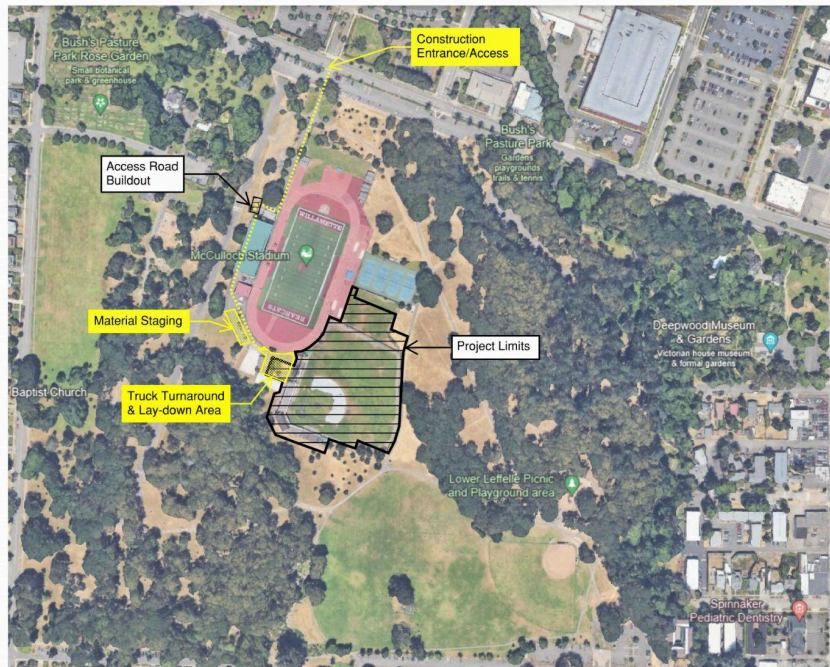 Construction
Entrance/Access
Bush's Pasture
Park Rose Garden
Small botanical
park & greenhouse
Bush's
Pasture Park
Gardens
playgrounds
trails & tennis
Access Road
Buildout
WILLAMETTE
McCulloch Stadium
BEARCATS
Material Staging
Project Limits
Deepwood Museum
& Gardens
Victorian house museum
& formal gardens
Baptist Church
Truck Turnaround
& Lay-down Area
Lower Leffelle Picnic
and Playground area
Spinnaker
Pediatric Dentistry